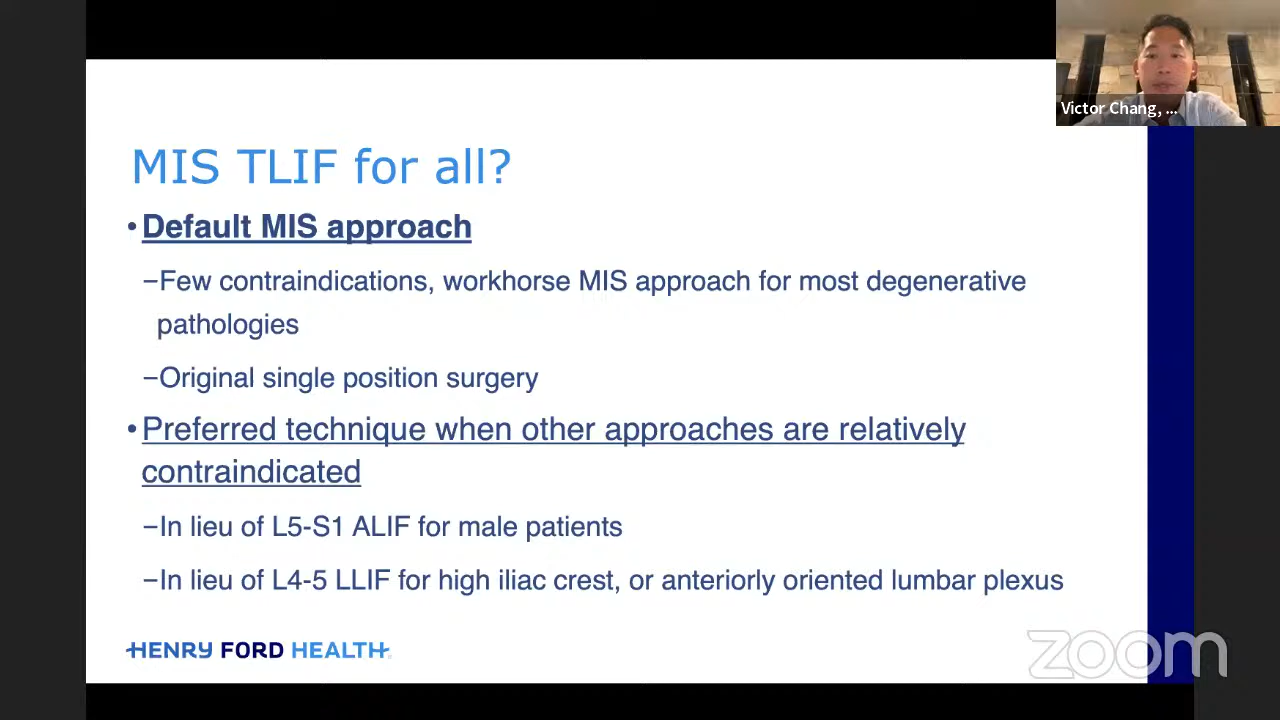 Victor Chang, ...
MIS TLIF for all?
•Default MIS approach
–Few contraindications, workhorse MIS approach for most degenerative
pathologies
–Original single position surgery
•Preferred technique when other approaches are relatively
contraindicated
–In lieu of L5-S1 ALIF for male patients
–In lieu of L4-5 LLIF for high iliac crest, or anteriorly oriented lumbar plexus
HENRY FORD HEALTH
zoom